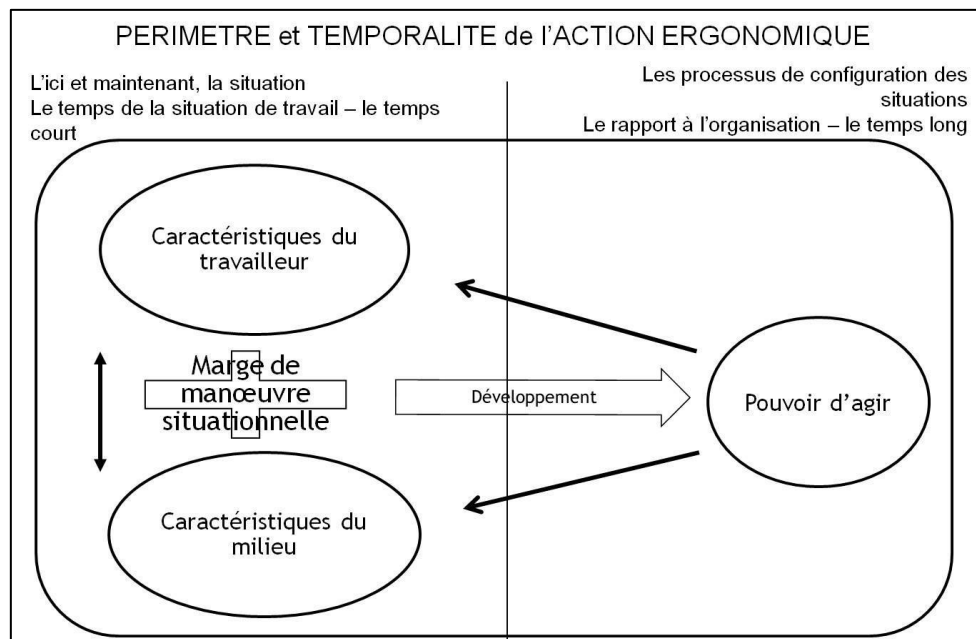 PERIMETRE et TEMPORALITE de l’ACTION ERGONOMIQUE
L’ici et maintenant, la situation
Le temps de la situation de travail – le temps
court
Les processus de configuration des
situations
Le rapport à l’organisation – le temps long
Caractéristiques du
travailleur
Marge de
manœuvre
situationnelle
Développement
Pouvoir d’agir
Caractéristiques du
milieu